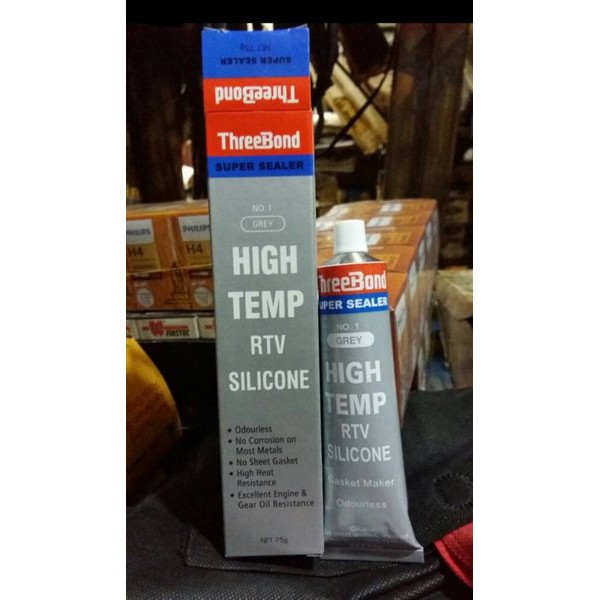 SUPER SEALER NET 75g
ThreeBond
ThreeBond
SUPER SEALER
NO. 1
GREY
HIGH
TEMP
RTV
SILICONE
• Odourless
• No Corrosion on
Most Metals
• No Sheet Gasket
• High Heat
Resistance
• Excellent Engine &
Gear Oil Resistance
NET 75g
ThreeBond
SUPER SEALER
NO. 1
GREY
HIGH
TEMP
RTV
SILICONE
Gasket Maker
Odourless
PHILIPS
H4
PHILIPS
H4